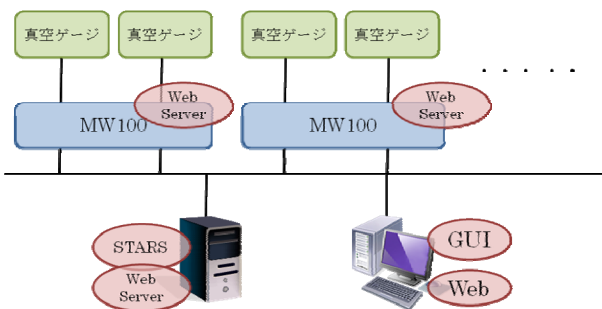 真空ゲージ 真空ゲージ 真空ゲージ 真空ゲージ
. . . . .
Web
Server
Web
Server
MW100 MW100
STARS
GUI
Web
Server
Web